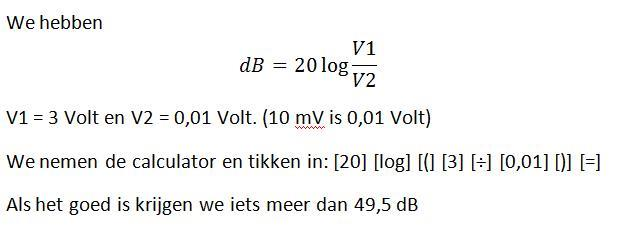 We hebben
dB = 20 log V1/V2
V1 = 3 Volt en V2 = 0,01 Volt. (10 mV is 0,01 Volt)
We nemen de calculator en tikken in: [20] [log] [(] [3] [÷] [0,01] [)] [=]
Als het goed is krijgen we iets meer dan 49,5 dB